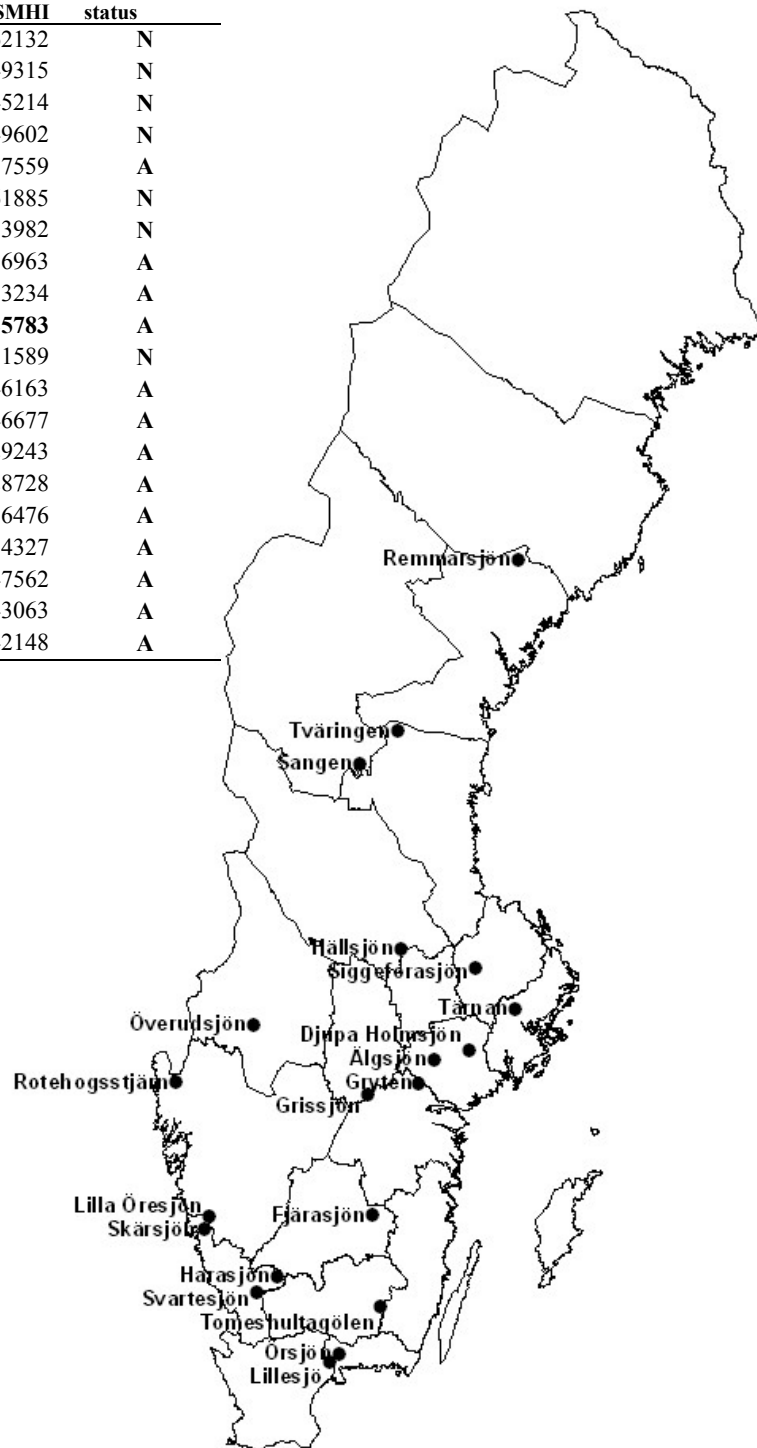 SMHI status
2132 N
9315 N
5214 N
9602 N
7559 A
1885 N
3982 N
6963 A
3234 A
5783 A
1589 N
6163 A
6677 A
9243 A
8728 A
6476 A
4327 A
7562 A
3063 A
2148 A
Remmarsjön
Tväringen
Sangen
Hällsjön
Siggeforasjön
Tärnan
Överudsjön
Djupa Holmsjön
Älgsjön
Rotehogsstjärn
Gryten
Grissjön
Lilla Öresjön
Skärsjön
Fjärasjön
Harasjön
Svartesjön
Tomeshultagölen
Örsjön
Lillesjö